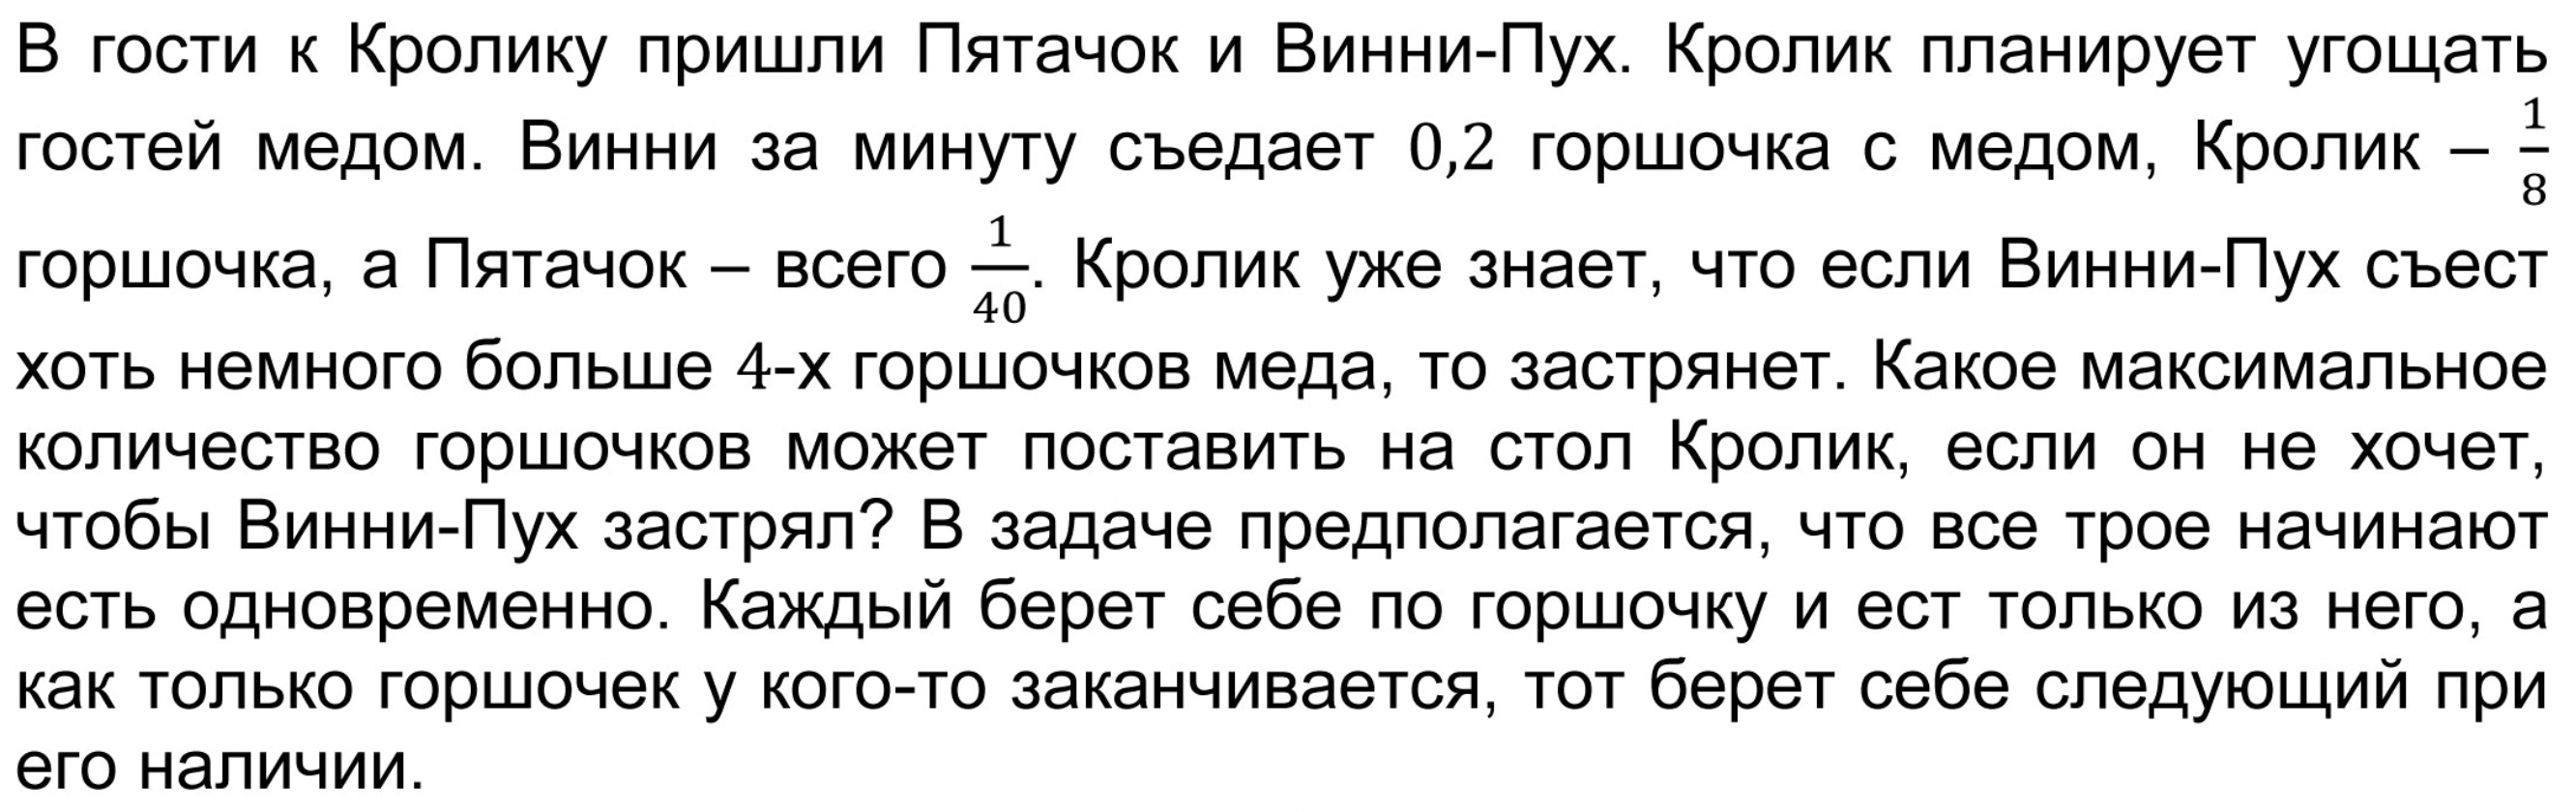 В гости к Кролику пришли Пятачок и Винни-Пух. Кролик планирует угощать
гостей медом. Винни за минуту съедает 0,2 горшочка с медом, Кролик – 1/8
горшочка, а Пятачок – всего 1/40. Кролик уже знает, что если Винни-Пух съест
хоть немного больше 4-х горшочков меда, то застрянет. Какое максимальное
количество горшочков может поставить на стол Кролик, если он не хочет,
чтобы Винни-Пух застрял? В задаче предполагается, что все трое начинают
есть одновременно. Каждый берет себе по горшочку и ест только из него, а
как только горшочек у кого-то заканчивается, тот берет себе следующий при
его наличии.